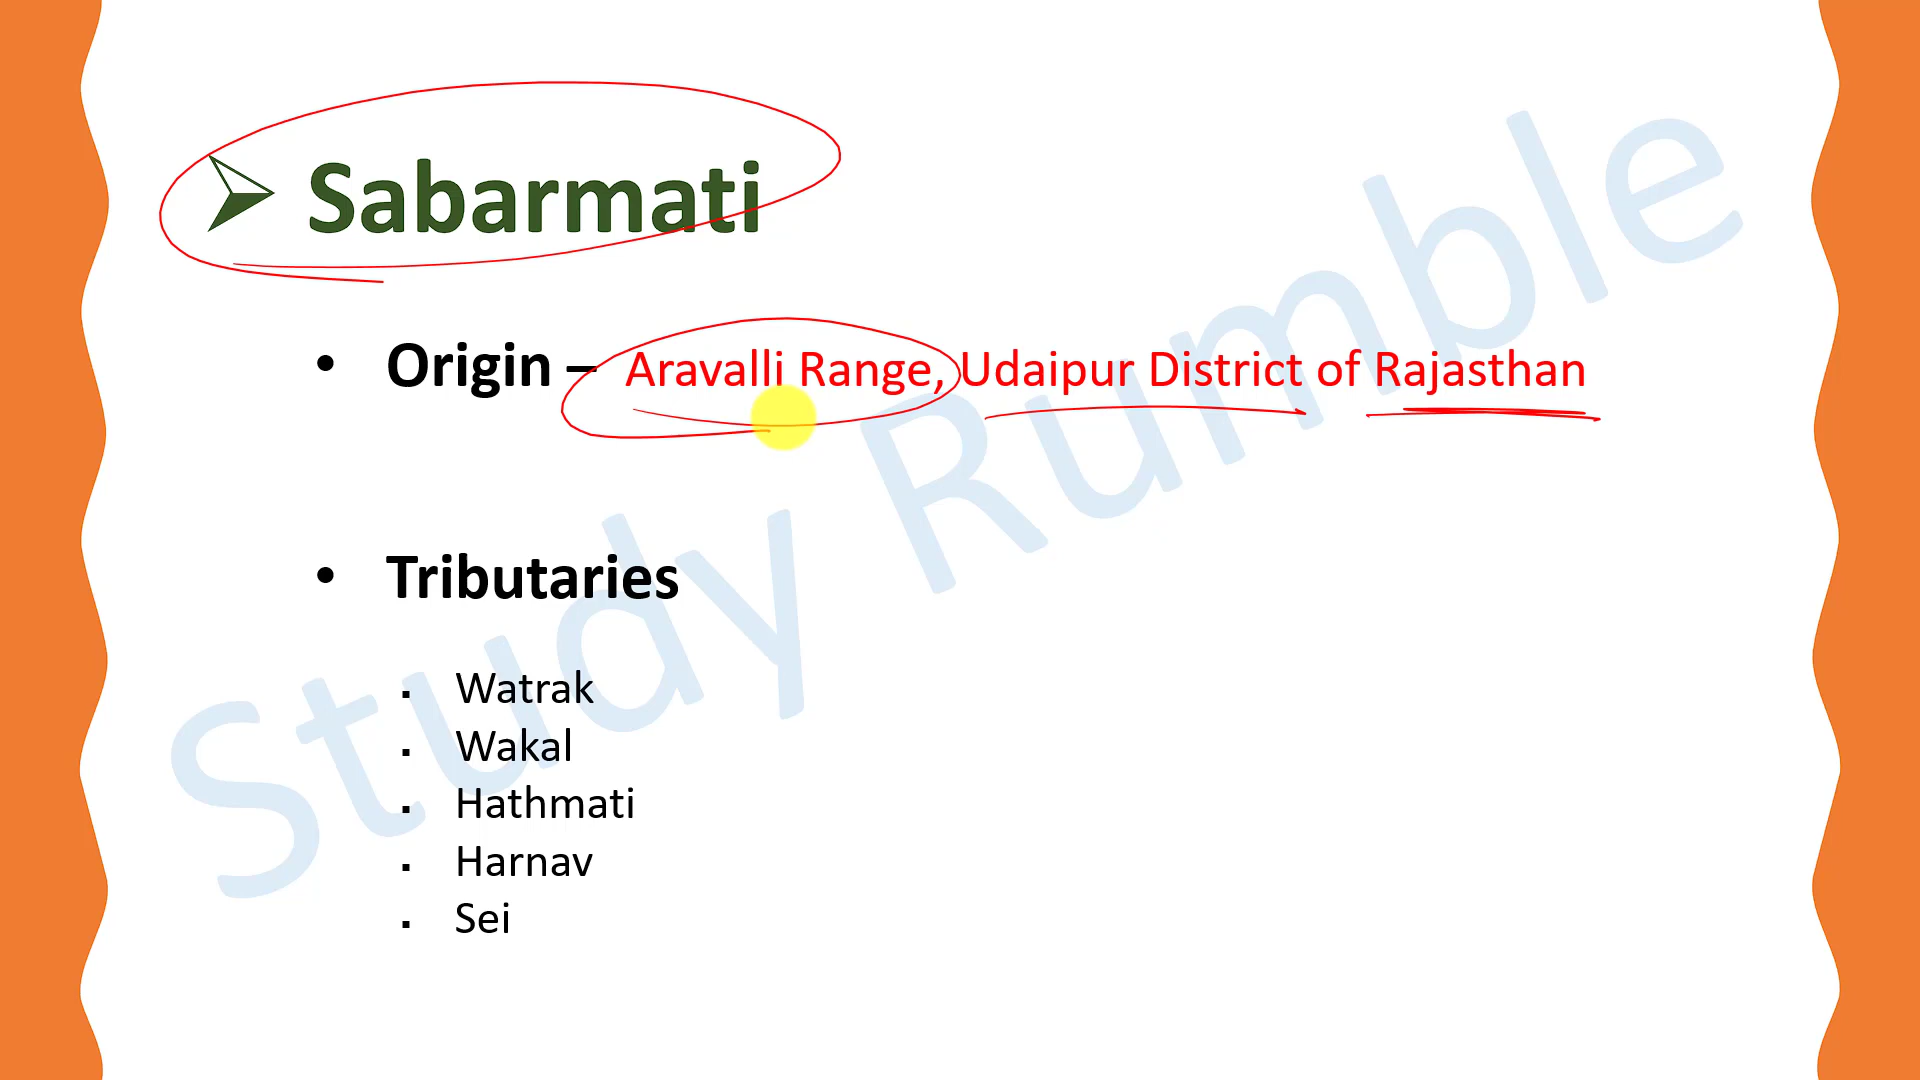 Sabarmati
• Origin – Aravalli Range, Udaipur District of Rajasthan
• Tributaries
▪ Watrak
▪ Wakal
▪ Hathmati
▪ Harnav
▪ Sei
Study Rumble